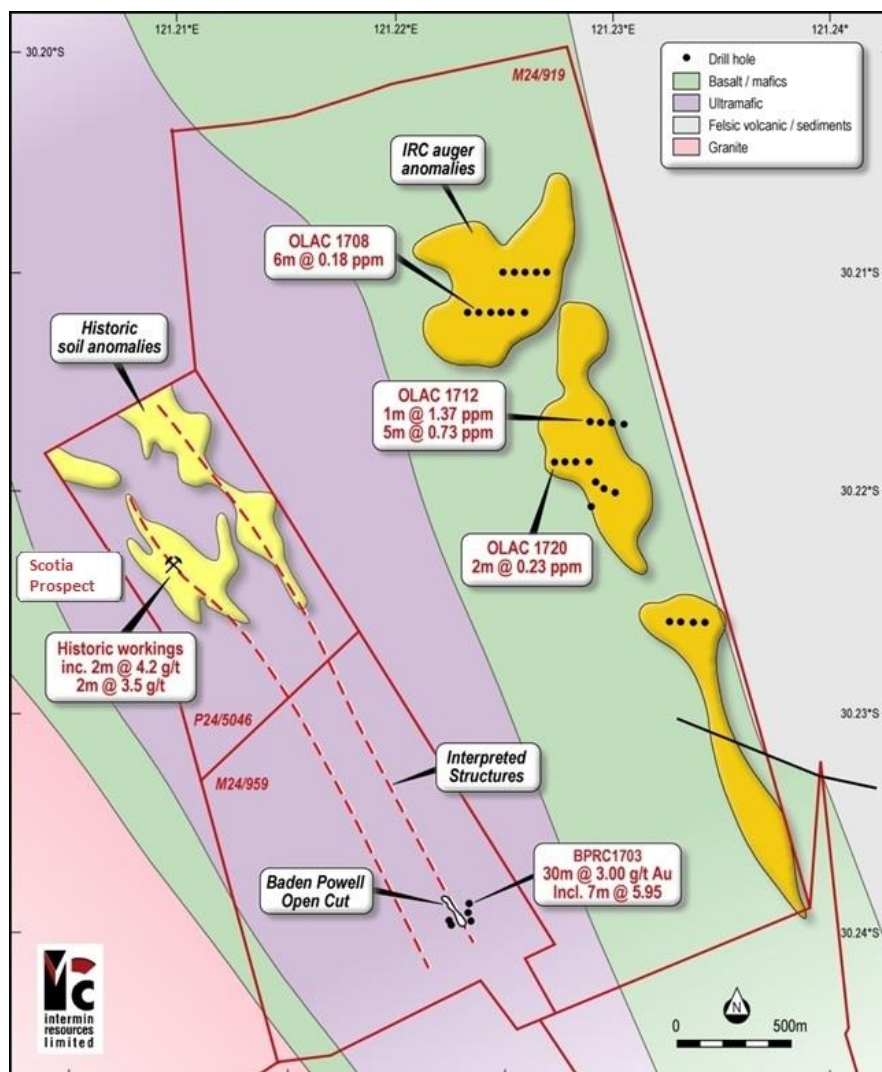 121.21°E
121.22°E
121.23°E
121.24°
30.20°S
M24/919
Drill hole
Basalt / mafics
Ultramafic
Felsic volcanic / sediments
Granite
IRC auger
anomalies
OLAC 1708
6m @ 0.18 ppm
30.21°S
Historic
soil anomalies
OLAC 1712
1m @ 1.37 ppm
5m @ 0.73 ppm
30.22°S
OLAC 1720
2m @ 0.23 ppm
Scotia
Prospect
Historic workings
inc. 2m @ 4.2 g/t
2m @ 3.5 g/t
P24/5046
30.23°S
M24/959
Interpreted
Structures
Baden Powell
Open Cut
BPRC1703
30m @ 3.00 g/t Au
Incl. 7m @ 5.95
30.24°S
intermin
resources
limited
N
0
500m